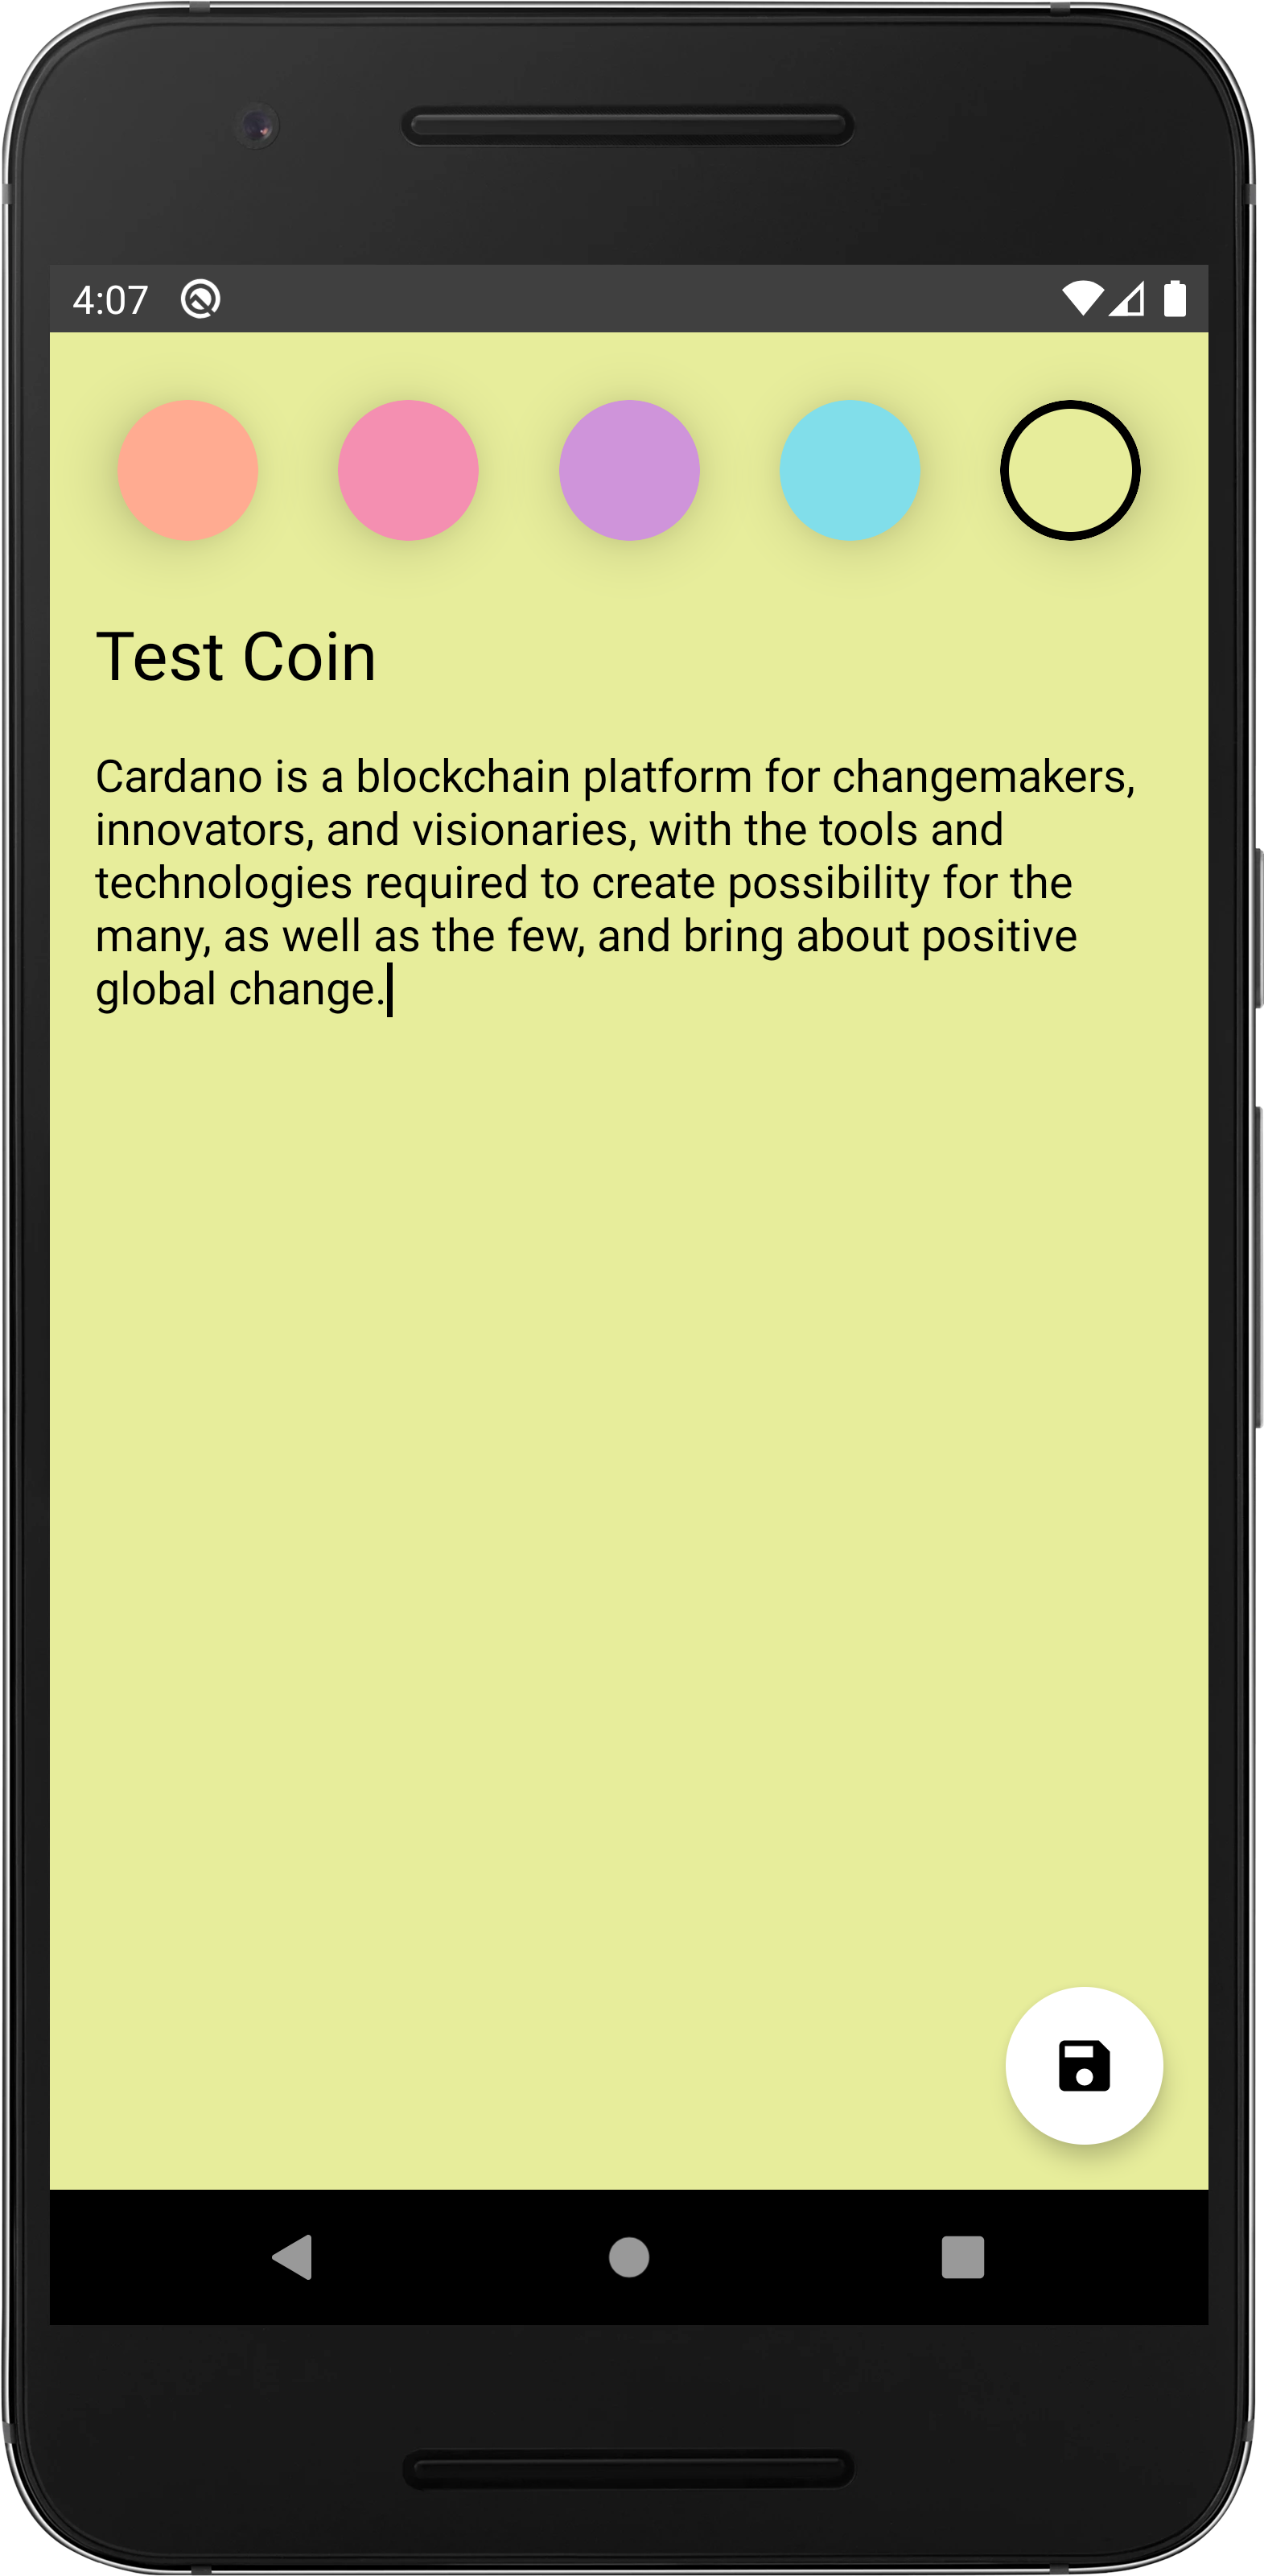 4:07
Test Coin
Cardano is a blockchain platform for changemakers,
innovators, and visionaries, with the tools and
technologies required to create possibility for the
many, as well as the few, and bring about positive
global change.